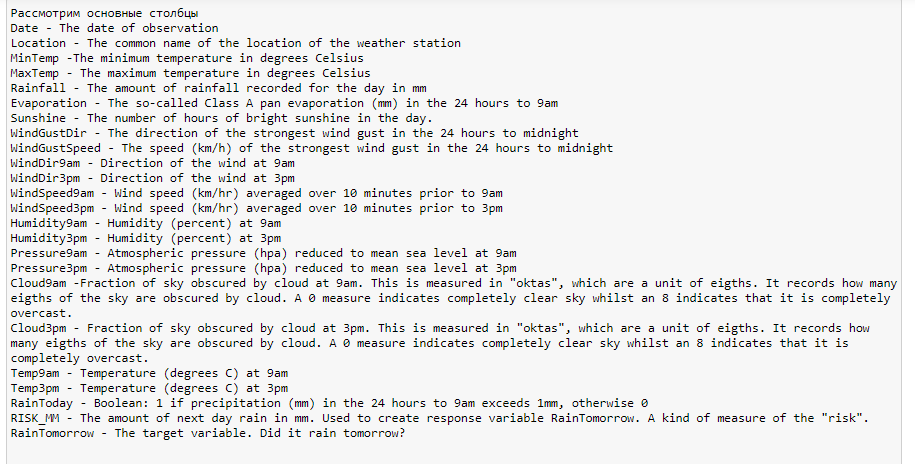 Рассмотрим основные столбцы
Date - The date of observation
Location - The common name of the location of the weather station
MinTemp -The minimum temperature in degrees Celsius
MaxTemp - The maximum temperature in degrees Celsius
Rainfall - The amount of rainfall recorded for the day in mm
Evaporation - The so-called Class A pan evaporation (mm) in the 24 hours to 9am
Sunshine - The number of hours of bright sunshine in the day.
WindGustDir - The direction of the strongest wind gust in the 24 hours to midnight
WindGustSpeed - The speed (km/h) of the strongest wind gust in the 24 hours to midnight
WindDir9am - Direction of the wind at 9am
WindDir3pm - Direction of the wind at 3pm
WindSpeed9am - Wind speed (km/hr) averaged over 10 minutes prior to 9am
WindSpeed3pm - Wind speed (km/hr) averaged over 10 minutes prior to 3pm
Humidity9am - Humidity (percent) at 9am
Humidity3pm - Humidity (percent) at 3pm
Pressure9am - Atmospheric pressure (hpa) reduced to mean sea level at 9am
Pressure3pm - Atmospheric pressure (hpa) reduced to mean sea level at 3pm
Cloud9am -Fraction of sky obscured by cloud at 9am. This is measured in "oktas", which are a unit of eigths. It records how many
eigths of the sky are obscured by cloud. A 0 measure indicates completely clear sky whilst an 8 indicates that it is completely
overcast.
Cloud3pm - Fraction of sky obscured by cloud at 3pm. This is measured in "oktas", which are a unit of eigths. It records how
many eigths of the sky are obscured by cloud. A 0 measure indicates completely clear sky whilst an 8 indicates that it is
completely overcast.
Temp9am - Temperature (degrees C) at 9am
Temp3pm - Temperature (degrees C) at 3pm
RainToday - Boolean: 1 if precipitation (mm) in the 24 hours to 9am exceeds 1mm, otherwise 0
RISK_MM - The amount of next day rain in mm. Used to create response variable RainTomorrow. A kind of measure of the "risk".
RainTomorrow - The target variable. Did it rain tomorrow?